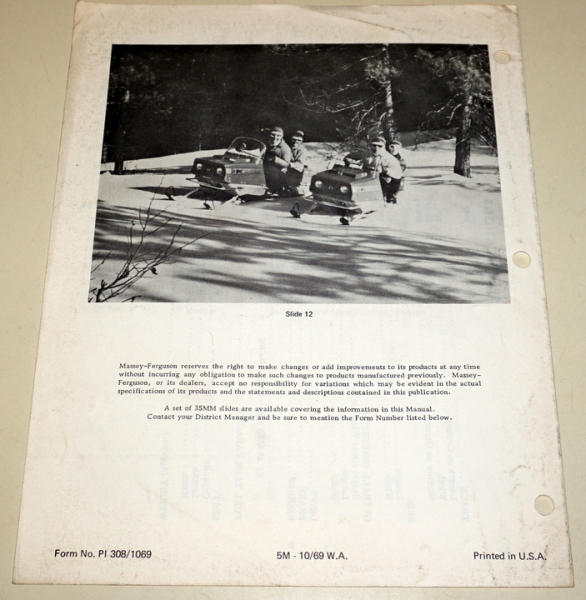 Slide 12
Massey-Ferguson reserves the right to make changes or add improvements to its products at any time
without incurring any obligation to make such changes to products manufactured previously. Massey-
Ferguson, or its dealers, accept no responsibility for variations which may be evident in the actual
specifications of its products and the statements and descriptions contained in this publication.
A set of 35MM slides are available covering the information in this Manual.
Contact your District Manager and be sure to mention the Form Number listed below.
Form No. PI 308/1069 5M - 10/69 W.A. Printed in U.S.A.